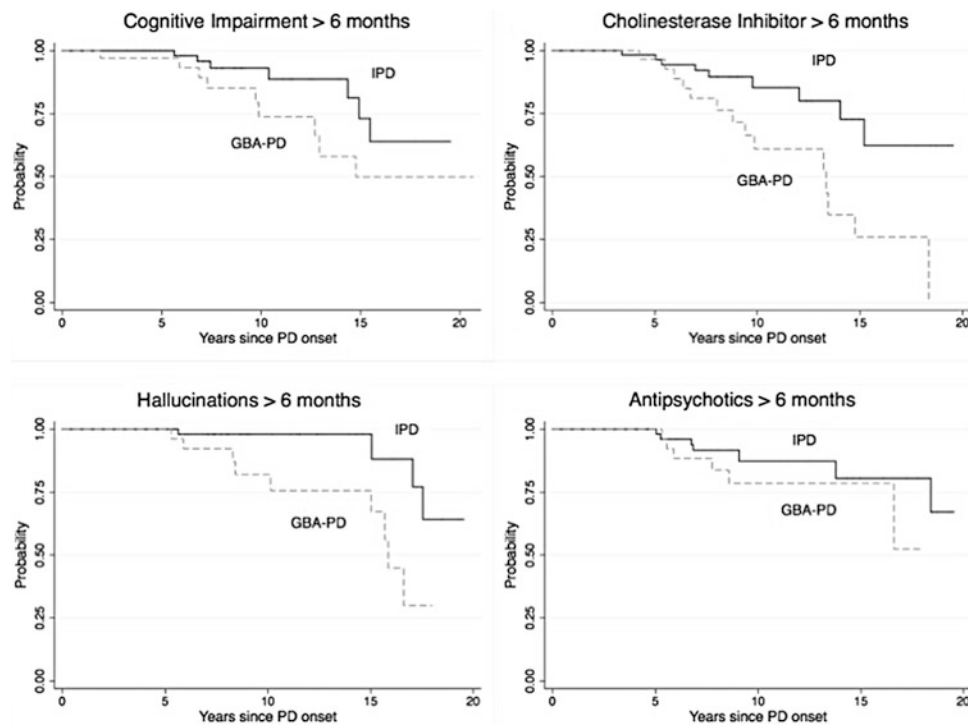 Cognitive Impairment > 6 months
Probability
1.00
0.75
0.50
0.25
0.00
IPD
GBA-PD
0 5 10 15 20
Years since PD onset
Cholinesterase Inhibitor > 6 months
Probability
1.00
0.75
0.50
0.25
0.00
IPD
GBA-PD
0 5 10 15 20
Years since PD onset
Hallucinations > 6 months
Probability
1.00
0.75
0.50
0.25
0.00
IPD
GBA-PD
0 5 10 15 20
Years since PD onset
Antipsychotics > 6 months
Probability
1.00
0.75
0.50
0.25
0.00
IPD
GBA-PD
0 5 10 15 20
Years since PD onset